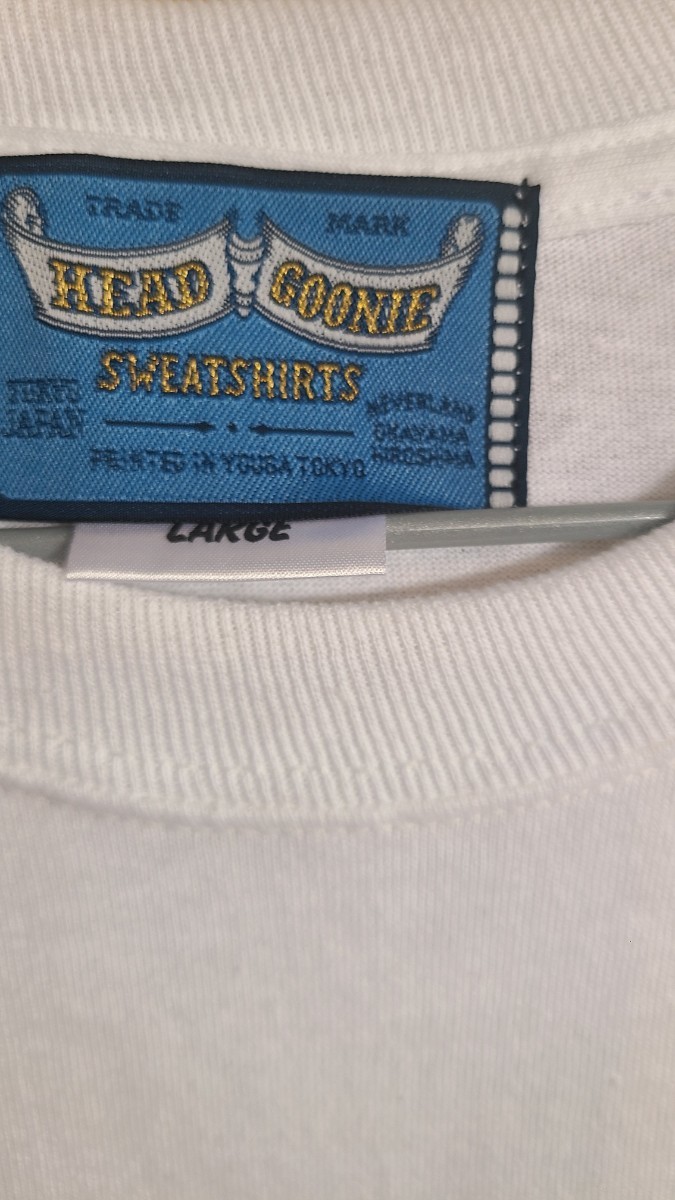 TRADE MARK
HEAD GOONIE
SWEATSHIRTS
TOKYO
JAPAN
NEVERLAND
OKAYAMA
HIROSHIMA
PRINTED IN YOUGA TOKYO
LARGE